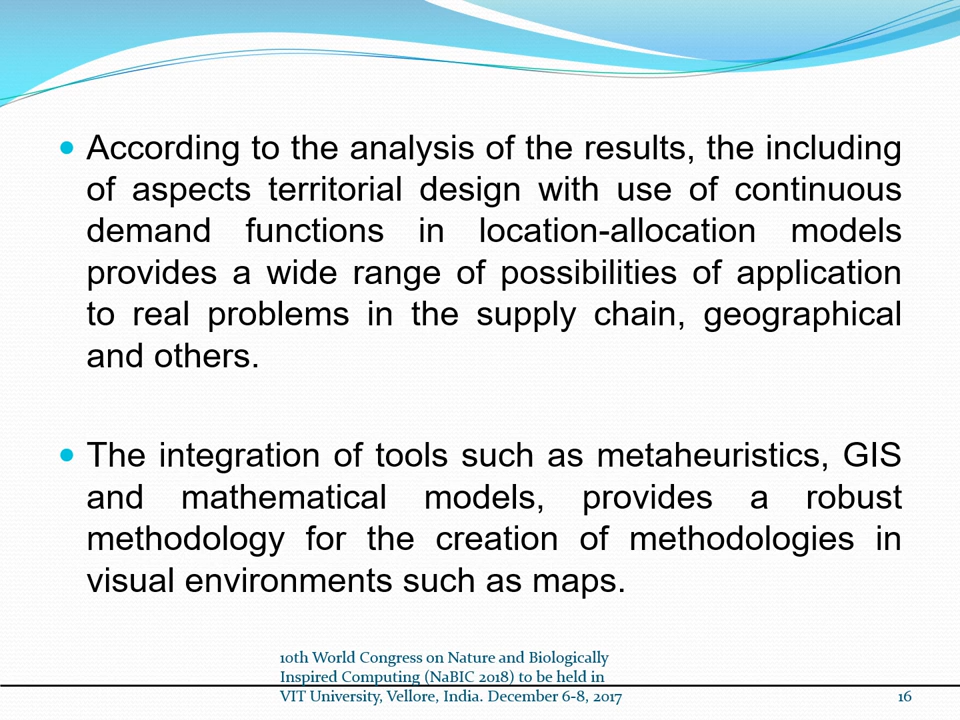 According to the analysis of the results, the including
of aspects territorial design with use of continuous
demand functions in location-allocation models
provides a wide range of possibilities of application
to real problems in the supply chain, geographical
and others.
The integration of tools such as metaheuristics, GIS
and mathematical models, provides a robust
methodology for the creation of methodologies in
visual environments such as maps.
10th World Congress on Nature and Biologically
Inspired Computing (NaBIC 2018) to be held in
VIT University, Vellore, India. December 6-8, 2017
16